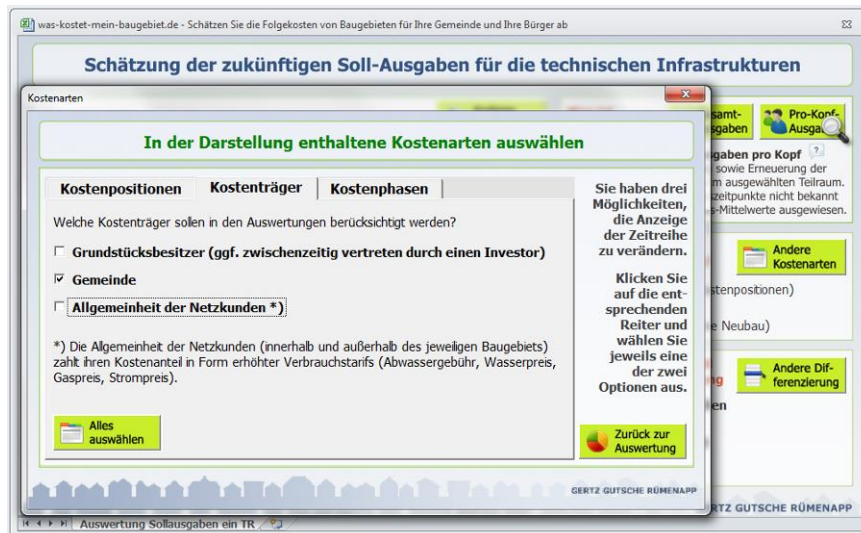 was-kostet-mein-baugebiet.de - Schätzen Sie die Folgekosten von Baugebieten für Ihre Gemeinde und Ihre Bürger ab
Schätzung der zukünftigen Soll-Ausgaben für die technischen Infrastrukturen
Kostenarten
In der Darstellung enthaltene Kostenarten auswählen
Kostenpositionen
Kostenträger
Kostenphasen
Welche Kostenträger sollen in den Auswertungen berücksichtigt werden?
Grundstücksbesitzer (ggf. zwischenzeitig vertreten durch einen Investor)
Gemeinde
Allgemeinheit der Netzkunden *)
*) Die Allgemeinheit der Netzkunden (innerhalb und außerhalb des jeweiligen Baugebiets)
zahlt ihren Kostenanteil in Form erhöhter Verbrauchstarifs (Abwassergebühr, Wasserpreis,
Gaspreis, Strompreis).
Alles
auswählen
Sie haben drei
Möglichkeiten,
die Anzeige
der Zeitreihe
zu verändern.
Klicken Sie
auf die ent-
sprechenden
Reiter und
wählen Sie
jeweils eine
der zwei
Optionen aus.
Zurück zur
Auswertung
GERTZ GUTSCHE RÜMENAPP
samt-
sgaben
Pro-Kopf-
gaben pro Kopf ?
sowie Erneuerung der
m ausgewählten Teilraum.
zeitpunkte nicht bekannt
s-Mittelwerte ausgewiesen.
Andere
Kostenarten
stenpositionen)
e Neubau)
Andere Dif-
ferenzierung
ng
en
RTZ GUTSCHE RÜMENAPP
Auswertung Sollausgaben ein TR